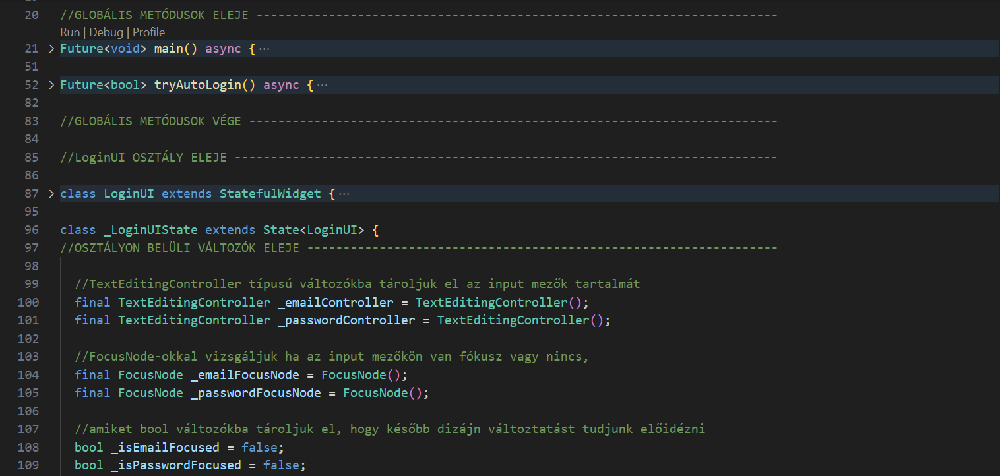 20 //GLOBÁLIS METÓDUSOK ELEJE ------------------------------------------------------------------------
Run | Debug | Profile
21 > Future<void> main() async { ···
51
52 > Future<bool> tryAutoLogin() async { ···
82
83 //GLOBÁLIS METÓDUSOK VÉGE -------------------------------------------------------------------------
84
85 //LoginUI OSZTÁLY ELEJE ---------------------------------------------------------------------------
86
87 > class LoginUI extends StatefulWidget { ···
95
96 class _LoginUIState extends State<LoginUI> {
97 //OSZTÁLYON BELÜLI VÁLTOZÓK ELEJE -----------------------------------------------------------------
98
99 //TextEditingController típusú változókba tároljuk el az input mezők tartalmát
100 final TextEditingController _emailController = TextEditingController();
101 final TextEditingController _passwordController = TextEditingController();
102
103 //FocusNode-okkal vizsgáljuk ha az input mezőkön van fókusz vagy nincs,
104 final FocusNode _emailFocusNode = FocusNode();
105 final FocusNode _passwordFocusNode = FocusNode();
106
107 //amiket bool változókba tároljuk el, hogy később dizájn változtatást tudjunk előidézni
108 bool _isEmailFocused = false;
109 bool _isPasswordFocused = false;